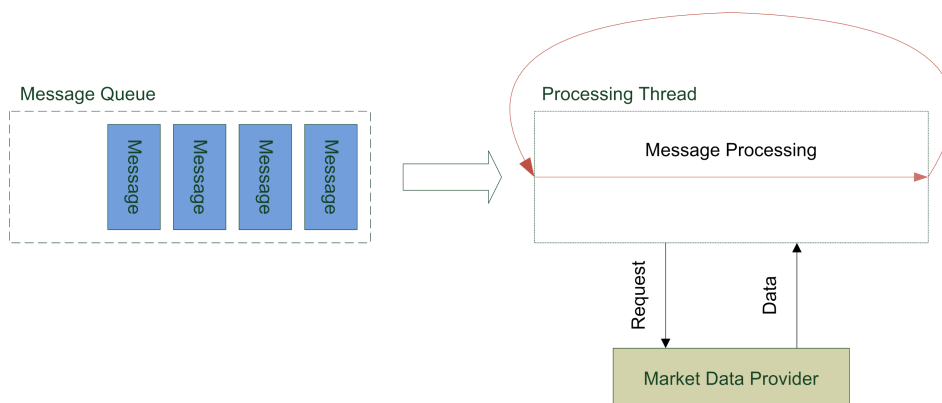 Message Queue
Message
Message
Message
Message
Processing Thread
Message Processing
Request
Data
Market Data Provider